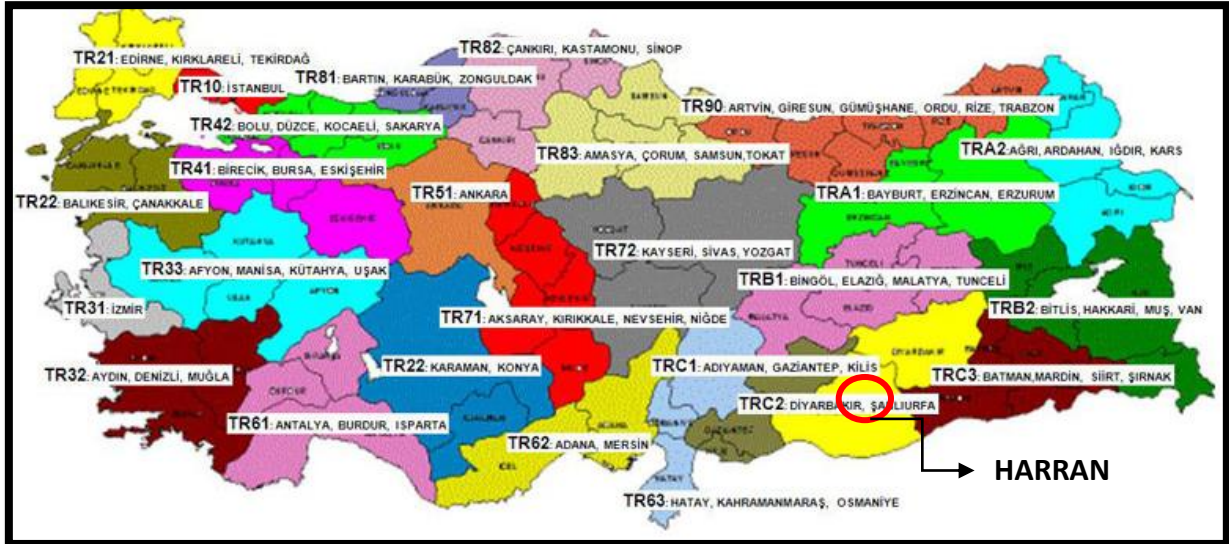 TR82: ÇANKIRI, KASTAMONU, SİNOP
TR21: EDİRNE, KIRKLARELİ, TEKİRDAĞ
TR81: BARTIN, KARABÜK, ZONGULDAK
TR10: İSTANBUL
TR90: ARTVİN, GİRESUN, GÜMÜŞHANE, ORDU, RİZE, TRABZON
TR42: BOLU, DÜZCE, KOCAELİ, SAKARYA
TRA2: AĞRI, ARDAHAN, IĞDIR, KARS
TR83: AMASYA, ÇORUM, SAMSUN,TOKAT
TR41: BİRECİK, BURSA, ESKİŞEHİR
TR51: ANKARA
TRA1: BAYBURT, ERZİNCAN, ERZURUM
TR22: BALIKESİR, ÇANAKKALE
TR72: KAYSERİ, SİVAS, YOZGAT
TR33: AFYON, MANİSA, KÜTAHYA, UŞAK
TRB1: BİNGÖL, ELAZIĞ, MALATYA, TUNCELİ
TR31: İZMİR
TRB2: BİTLİS, HAKKARİ, MUŞ, VAN
TR71: AKSARAY, KIRIKKALE, NEVSEHİR, NİĞDE
TR22: KARAMAN, KONYA
TRC1: ADIYAMAN, GAZİANTEP, KİLİS
TR32: AYDIN, DENİZLİ, MUĞLA
TRC3: BATMAN,MARDİN, SİİRT, ŞIRNAK
TRC2: DİYARBAKIR, ŞANLIURFA
TR61: ANTALYA, BURDUR, ISPARTA
TR62: ADANA, MERSİN
HARRAN
TR63: HATAY, KAHRAMANMARAŞ, OSMANİYE